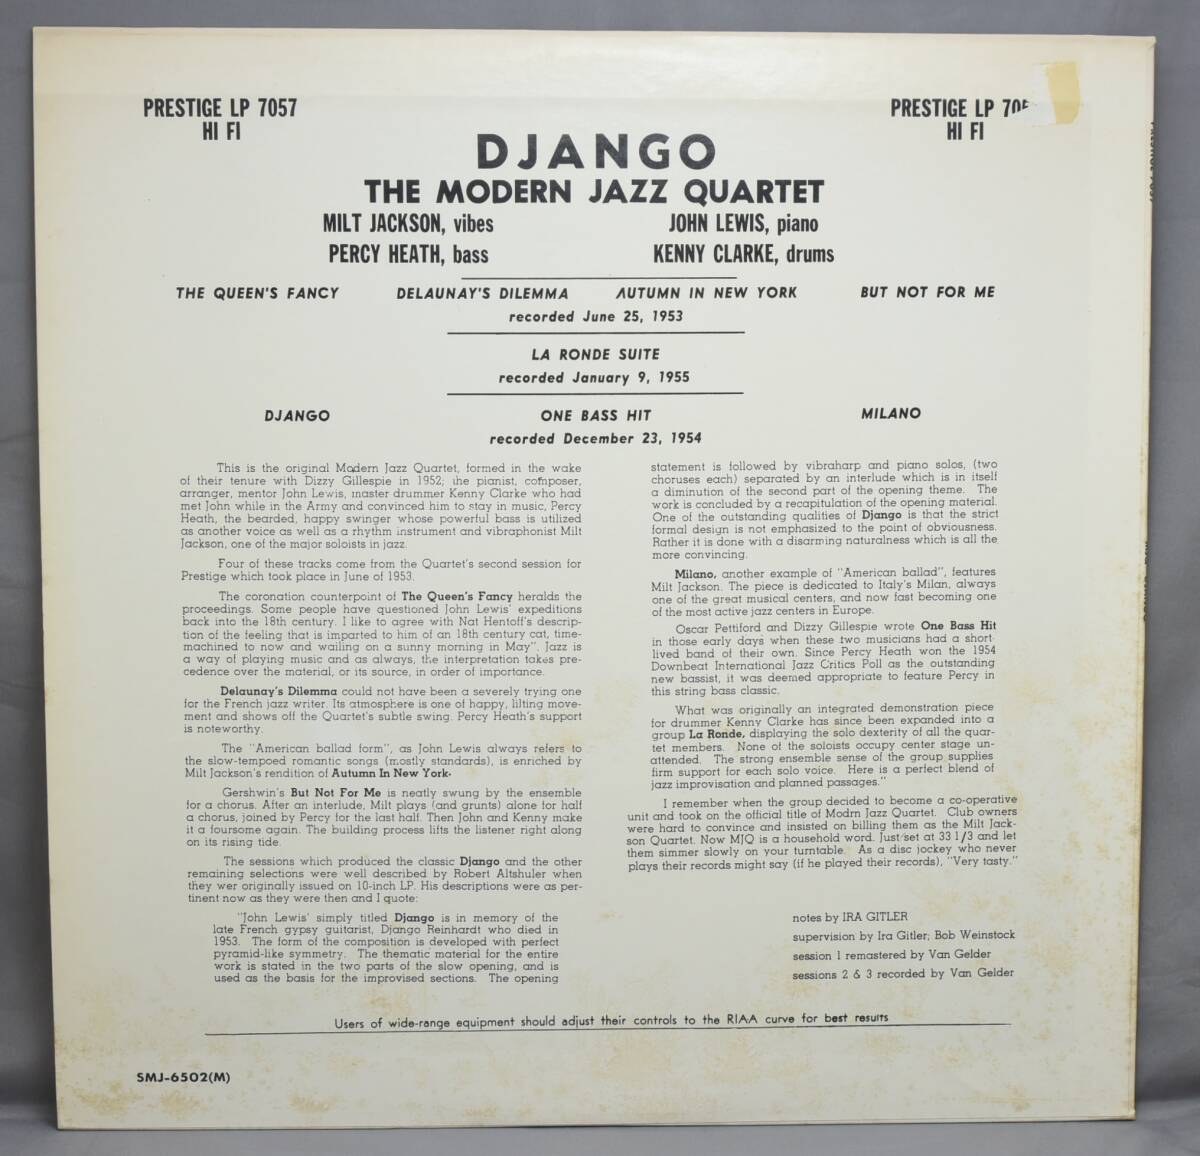 PRESTIGE LP 7057
HI FI
PRESTIGE LP 705
HI FI
DJANGO
THE MODERN JAZZ QUARTET
MILT JACKSON, vibes JOHN LEWIS, piano
PERCY HEATH, bass KENNY CLARKE, drums
THE QUEEN'S FANCY DELAUNAY'S DILEMMA AUTUMN IN NEW YORK BUT NOT FOR ME
recorded June 25, 1953
LA RONDE SUITE
recorded January 9, 1955
DJANGO ONE BASS HIT MILANO
recorded December 23, 1954
This is the original Modern Jazz Quartet, formed in the wake
of their tenure with Dizzy Gillespie in 1952; the pianist, composer,
arranger, mentor John Lewis, master drummer Kenny Clarke who had
met John while in the Army and convinced him to stay in music, Percy
Heath, the bearded, happy swinger whose powerful bass is utilized
as another voice as well as a rhythm instrument and vibraphonist Milt
Jackson, one of the major soloists in jazz.
Four of these tracks come from the Quartet's second session for
Prestige which took place in June of 1953.
The coronation counterpoint of The Queen's Fancy heralds the
proceedings. Some people have questioned John Lewis' expeditions
back into the 18th century. I like to agree with Nat Hentoff's descrip-
tion of the feeling that is imparted to him of an 18th century cat, time-
machined to now and wailing on a sunny morning in May". Jazz is
a way of playing music and as always, the interpretation takes pre-
cedence over the material, or its source, in order of importance.
Delaunay's Dilemma could not have been a severely trying one
for the French jazz writer. Its atmosphere is one of happy, lilting move-
ment and shows off the Quartet's subtle swing. Percy Heath's support
is noteworthy.
The "American ballad form", as John Lewis always refers to
the slow-tempoed romantic songs (mostly standards), is enriched by
Milt Jackson's rendition of Autumn In New York.
Gershwin's But Not For Me is neatly swung by the ensemble
for a chorus. After an interlude, Milt plays (and grunts) alone for half
a chorus, joined by Percy for the last half. Then John and Kenny make
it a foursome again. The building process lifts the listener right along
on its rising tide.
The sessions which produced the classic Django and the other
remaining selections were well described by Robert Altshuler when
they wer originally issued on 10-inch LP. His descriptions were as per-
tinent now as they were then and I quote:
"John Lewis' simply titled Django is in memory of the
late French gypsy guitarist, Django Reinhardt who died in
1953. The form of the composition is developed with perfect
pyramid-like symmetry. The thematic material for the entire
work is stated in the two parts of the slow opening, and is
used as the basis for the improvised sections. The opening
statement is followed by vibraharp and piano solos, (two
choruses each) separated by an interlude which is in itself
a diminution of the second part of the opening theme. The
work is concluded by a recapitulation of the opening material.
One of the outstanding qualities of Django is that the strict
formal design is not emphasized to the point of obviousness.
Rather it is done with a disarming naturalness which is all the
more convincing.
Milano, another example of "American ballad", features
Milt Jackson. The piece is dedicated to Italy's Milan, always
one of the great musical centers, and now fast becoming one
of the most active jazz centers in Europe.
Oscar Pettiford and Dizzy Gillespie wrote One Bass Hit
in those early days when these two musicians had a short
lived band of their own. Since Percy Heath won the 1954
Downbeat International Jazz Critics Poll as the outstanding
new bassist, it was deemed appropriate to feature Percy in
this string bass classic.
What was originally an integrated demonstration piece
for drummer Kenny Clarke has since been expanded into a
group La Ronde, displaying the solo dexterity of all the quar-
tet members. None of the soloists occupy center stage un-
attended. The strong ensemble sense of the group supplies
firm support for each solo voice. Here is a perfect blend of
jazz improvisation and planned passages."
I remember when the group decided to become a co-operative
unit and took on the official title of Modrn Jazz Quartet. Club owners
were hard to convince and insisted on billing them as the Milt Jack-
son Quartet. Now MJQ is a household word. Just set at 33 1/3 and let
them simmer slowly on your turntable. As a disc jockey who never
plays their records might say (if he played their records), "Very tasty."
notes by IRA GITLER
supervision by Ira Gitler; Bob Weinstock
session 1 remastered by Van Gelder
sessions 2 & 3 recorded by Van Gelder
Users of wide-range equipment should adjust their controls to the RIAA curve for best results
SMJ-6502(M)